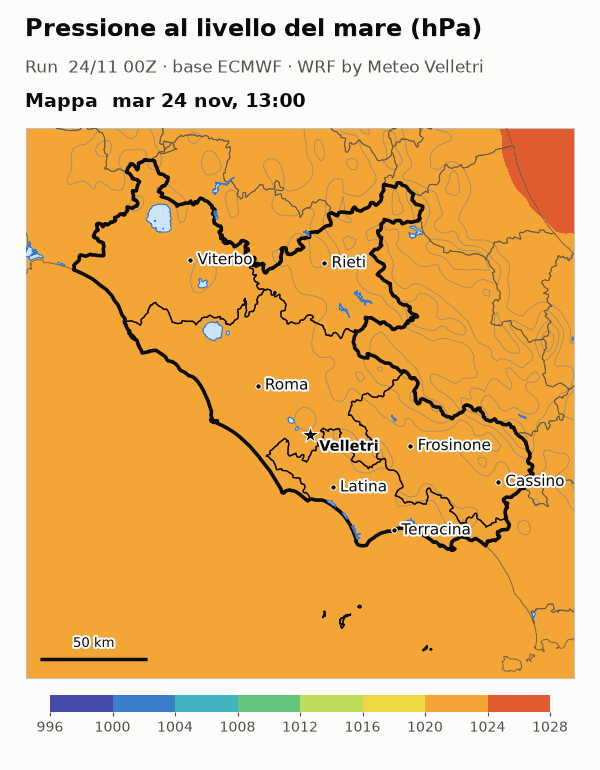 Pressione al livello del mare (hPa)
Run  24/11 00Z · base ECMWF · WRF by Meteo Velletri
Mappa  mar 24 nov, 13:00
Viterbo
Rieti
Roma
Velletri
Frosinone
Cassino
Latina
Terracina
50 km
996 1000 1004 1008 1012 1016 1020 1024 1028